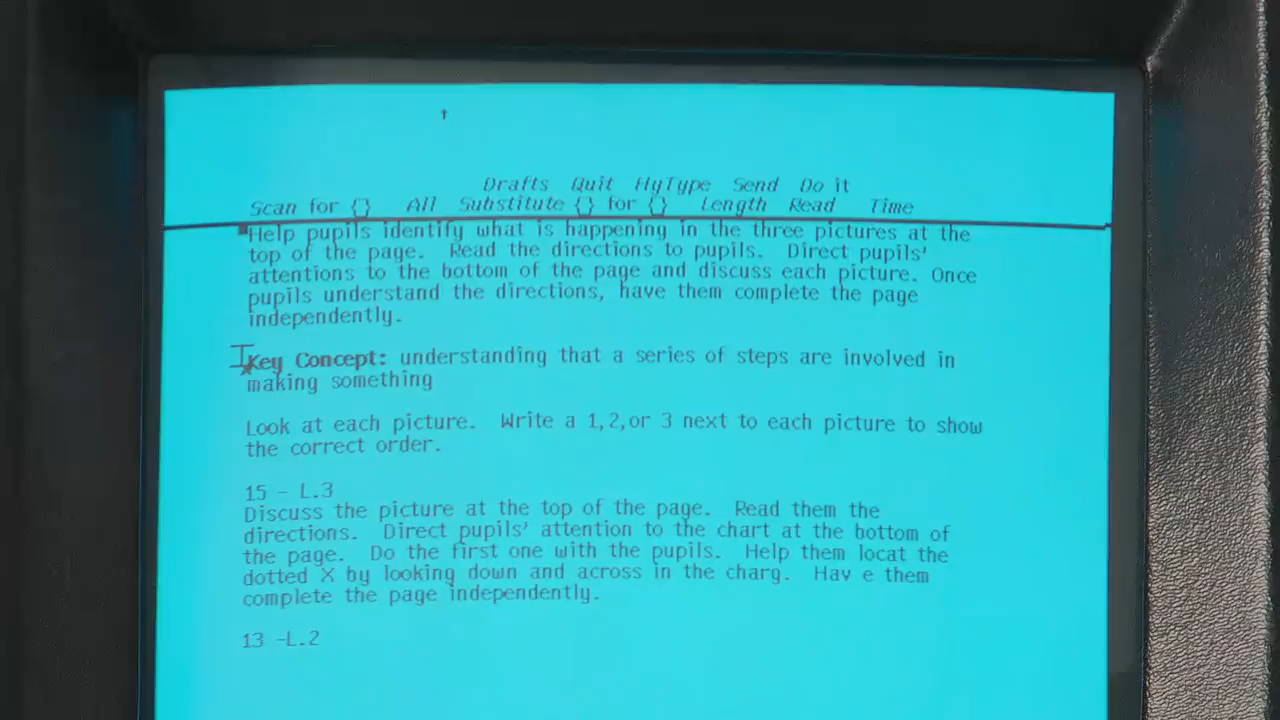 Drafts Quit HyType Send Do it
Scan for {} All Substitute {} for {} Length Read Time
Help pupils identify what is happening in the three pictures at the
top of the page. Read the directions to pupils. Direct pupils'
attentions to the bottom of the page and discuss each picture. Once
pupils understand the directions, have them complete the page
independently.
Key Concept: understanding that a series of steps are involved in
making something
Look at each picture. Write a 1,2,or 3 next to each picture to show
the correct order.
15 - L.3
Discuss the picture at the top of the page. Read them the
directions. Direct pupils' attention to the chart at the bottom of
the page. Do the first one with the pupils. Help them locat the
dotted X by looking down and across in the charg. Hav e them
complete the page independently.
13 -L.2